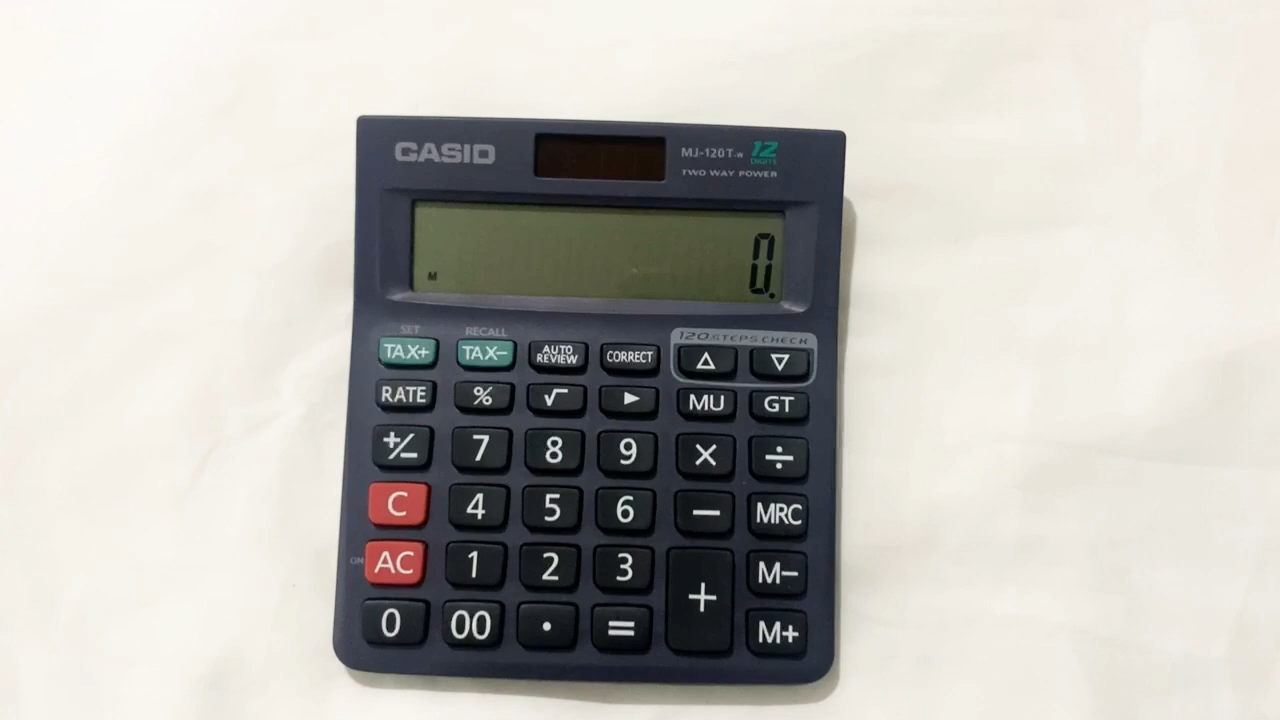 CASIO MJ-120T-w 12 DIGITS
TWO WAY POWER
0.
M
SET RECALL 120 STEPS CHECK
TAX+ TAX− AUTO REVIEW CORRECT △ ▽
RATE % √ ▶ MU GT
+/− 7 8 9 × ÷
C 4 5 6 − MRC
ON AC 1 2 3 + M−
0 00 · = M+